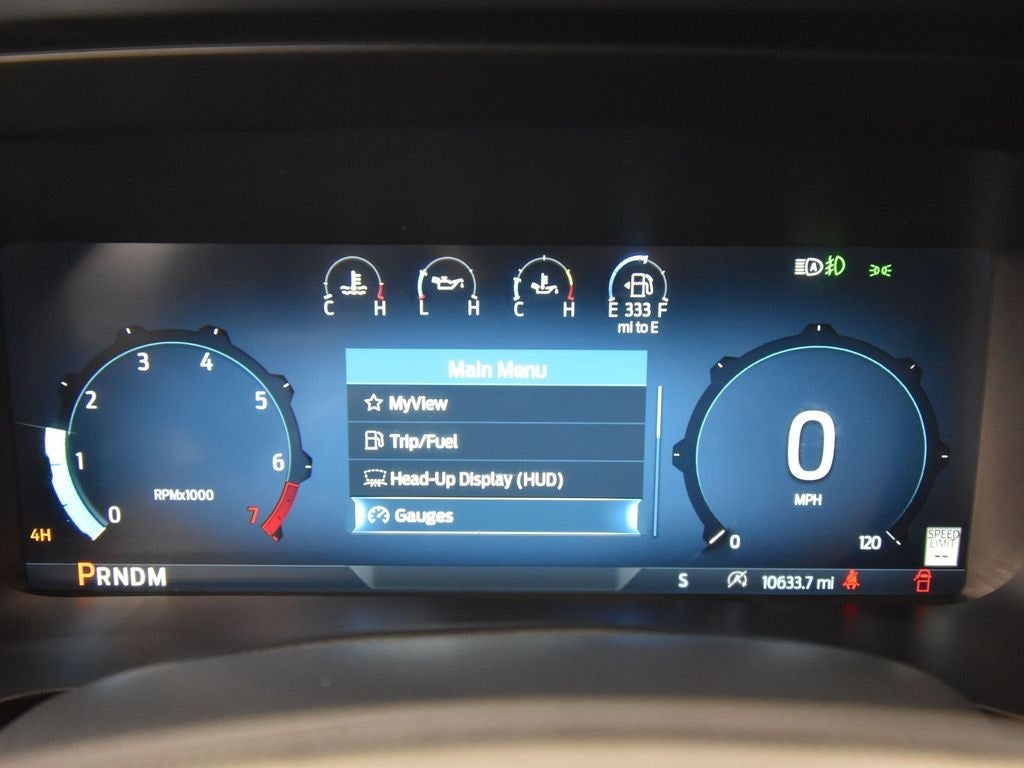 C H
L H
C H
E 333 F
mi to E
A
Main Menu
MyView
Trip/Fuel
Head-Up Display (HUD)
Gauges
0
1
2
3
4
5
6
7
RPMx1000
4H
PRNDM
0
MPH
0
120
SPEED
LIMIT
--
S
10633.7 mi